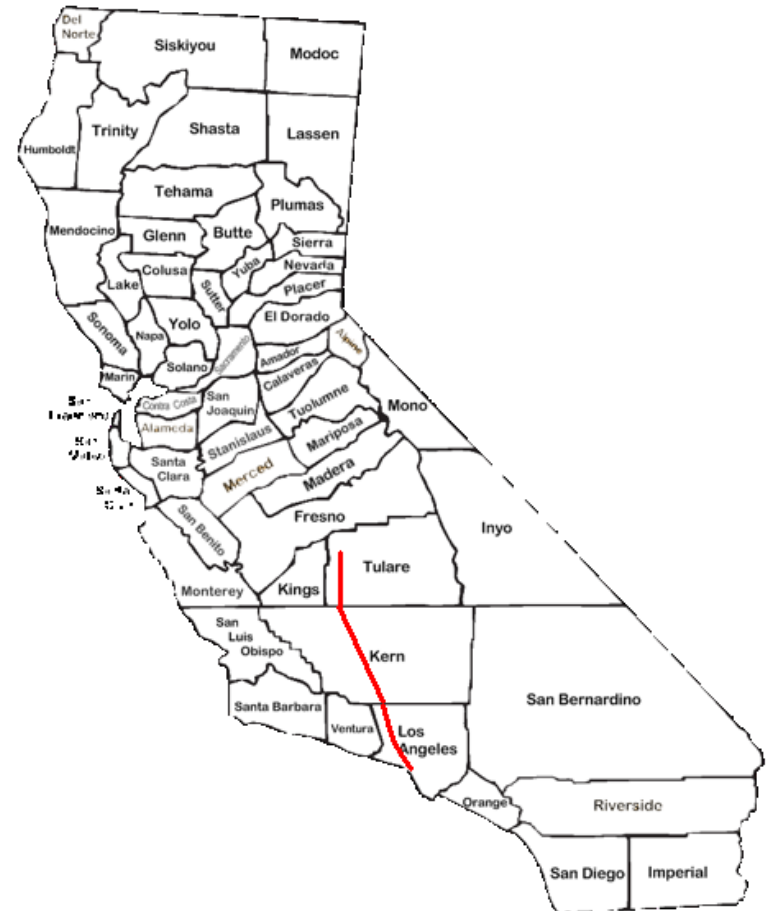 Del
Norte
Siskiyou
Modoc
Humboldt
Trinity
Shasta
Lassen
Tehama
Plumas
Mendocino
Glenn
Butte
Sierra
Yuba
Nevada
Lake
Colusa
Sutter
Placer
Sonoma
Napa
Yolo
El Dorado
Sacramento
Alpine
Marin
Solano
Amador
Calaveras
Contra Costa
San
Joaquin
Tuolumne
Mono
Alameda
Stanislaus
Mariposa
San
Santa
Clara
Merced
Madera
San Benito
Fresno
Inyo
Monterey
Kings
Tulare
San
Luis
Obispo
Kern
Santa Barbara
Ventura
Los
Angeles
San Bernardino
Orange
Riverside
San Diego
Imperial